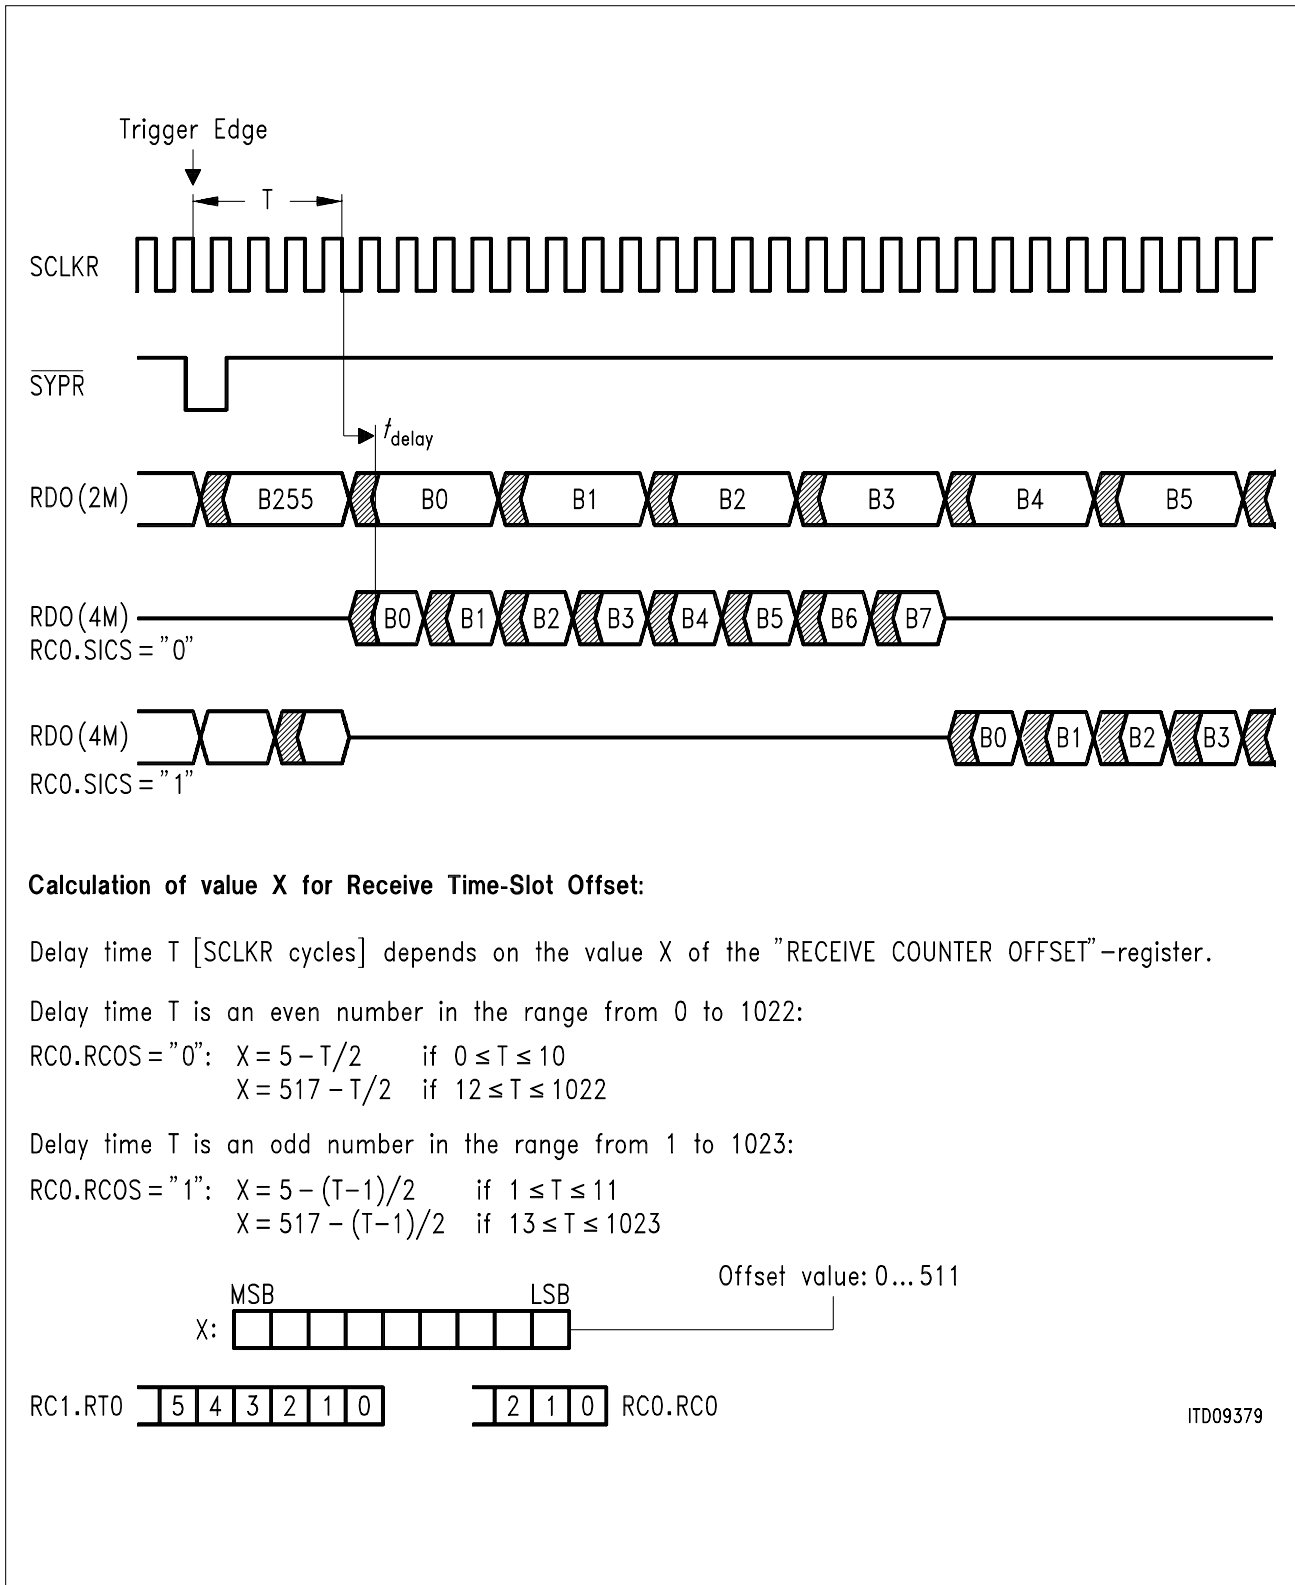 Trigger Edge
T
SCLKR
SYPR
tdelay
RDO(2M) B255 B0 B1 B2 B3 B4 B5
RDO(4M) B0 B1 B2 B3 B4 B5 B6 B7
RC0.SICS = "0"
RDO(4M) B0 B1 B2 B3
RC0.SICS = "1"
Calculation of value X for Receive Time-Slot Offset:
Delay time T [SCLKR cycles] depends on the value X of the "RECEIVE COUNTER OFFSET"-register.
Delay time T is an even number in the range from 0 to 1022:
RC0.RCOS = "0": X = 5 – T/2 if 0 ≤ T ≤ 10
X = 517 – T/2 if 12 ≤ T ≤ 1022
Delay time T is an odd number in the range from 1 to 1023:
RC0.RCOS = "1": X = 5 – (T–1)/2 if 1 ≤ T ≤ 11
X = 517 – (T–1)/2 if 13 ≤ T ≤ 1023
Offset value: 0...511
MSB LSB
X:
RC1.RTO 5 4 3 2 1 0 2 1 0 RC0.RCO
ITD09379